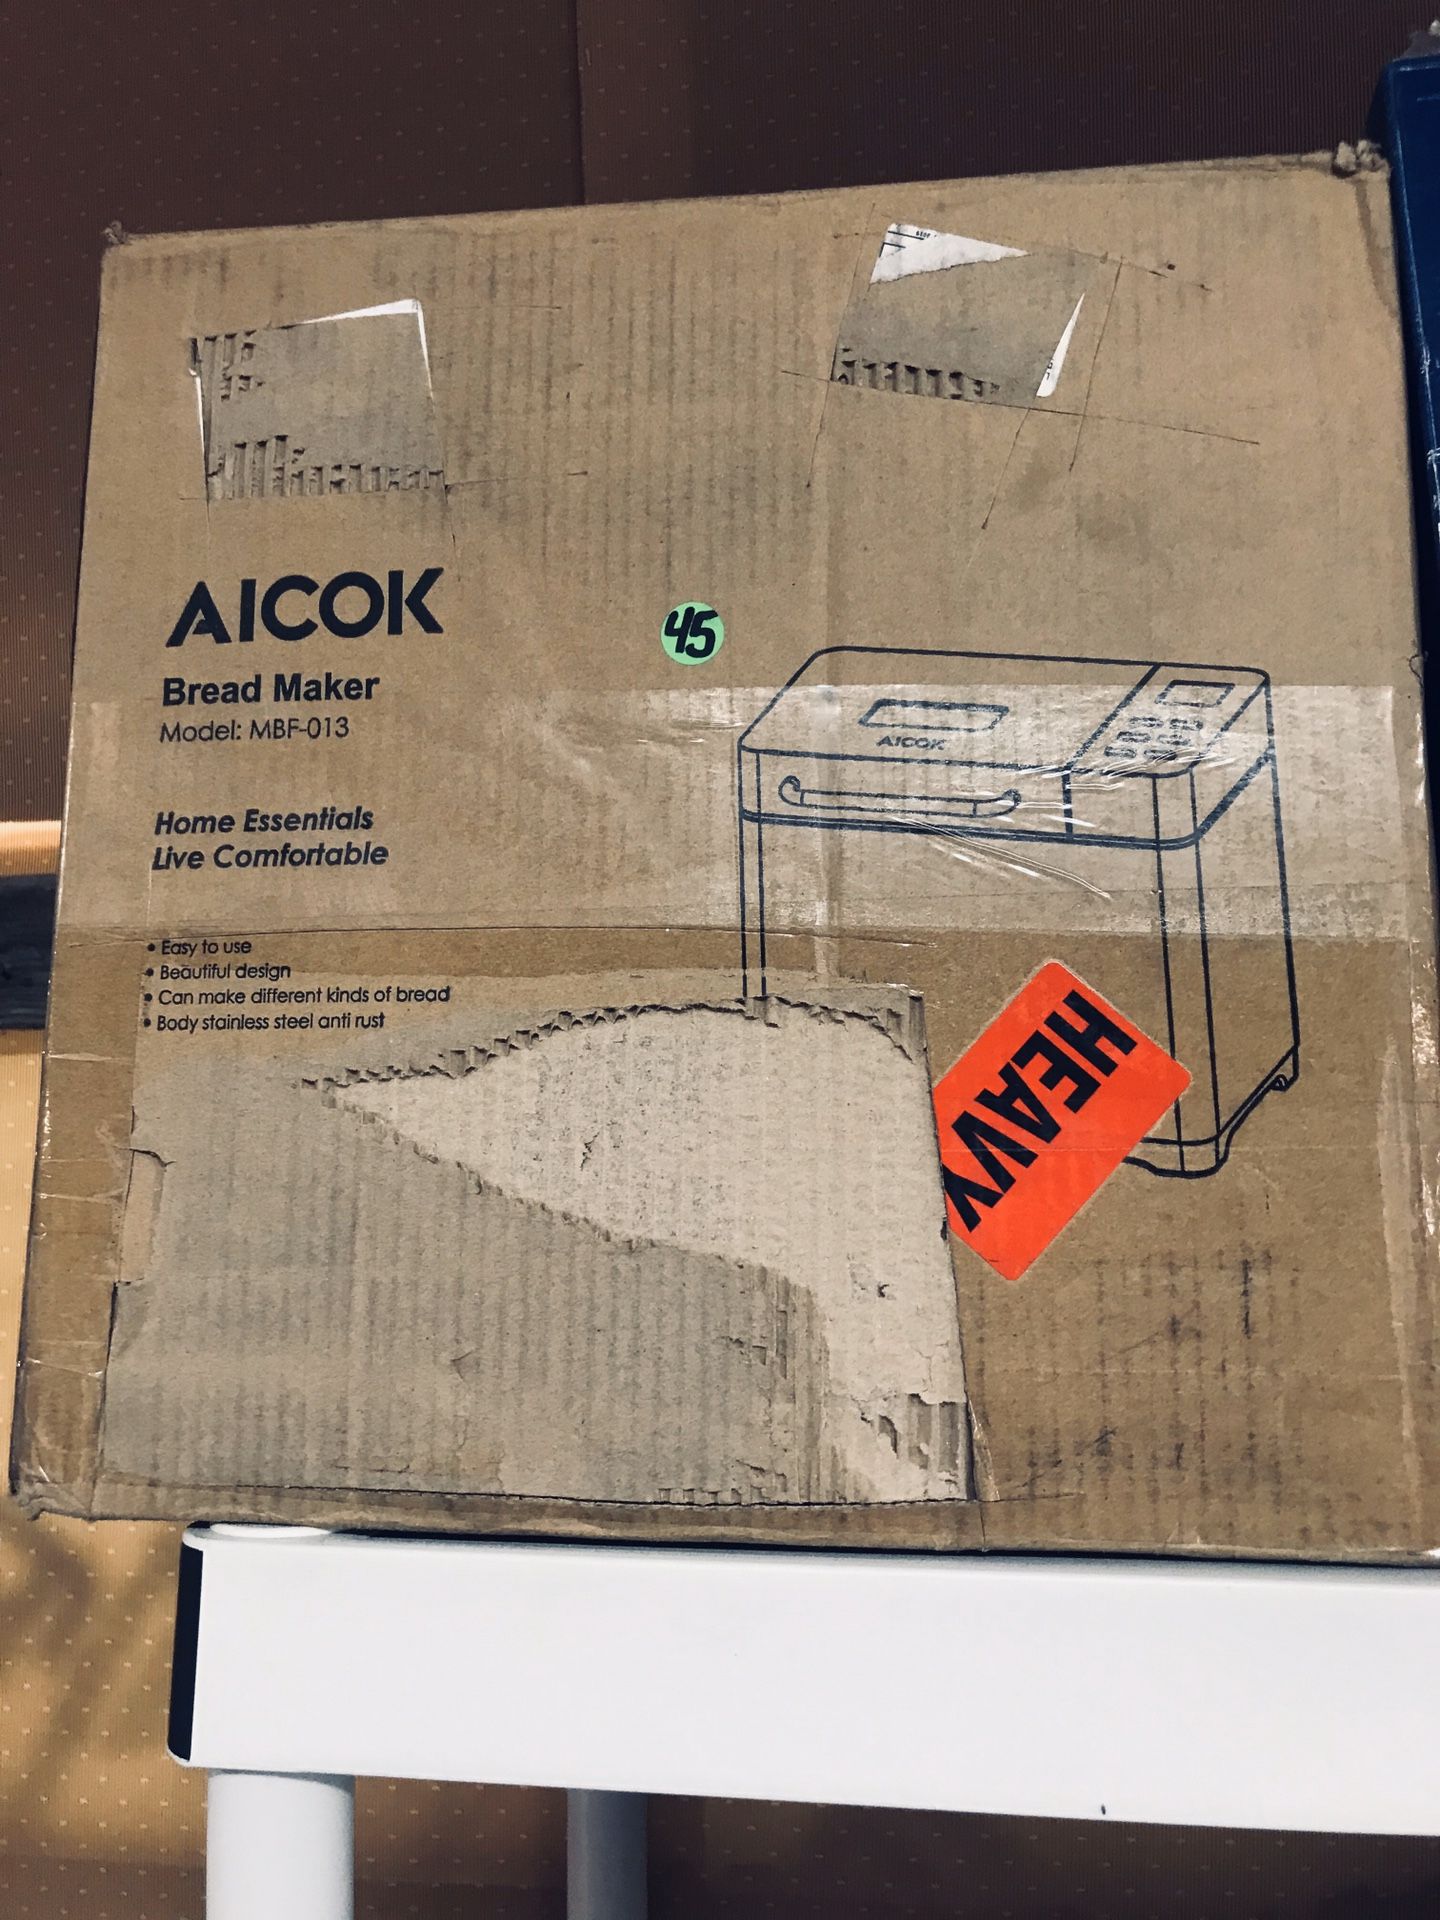 AICOK
Bread Maker
Model: MBF-013
45
Home Essentials
Live Comfortable
• Easy to use
• Beautiful design
• Can make different kinds of bread
• Body stainless steel anti rust
AICOK
HEAVY